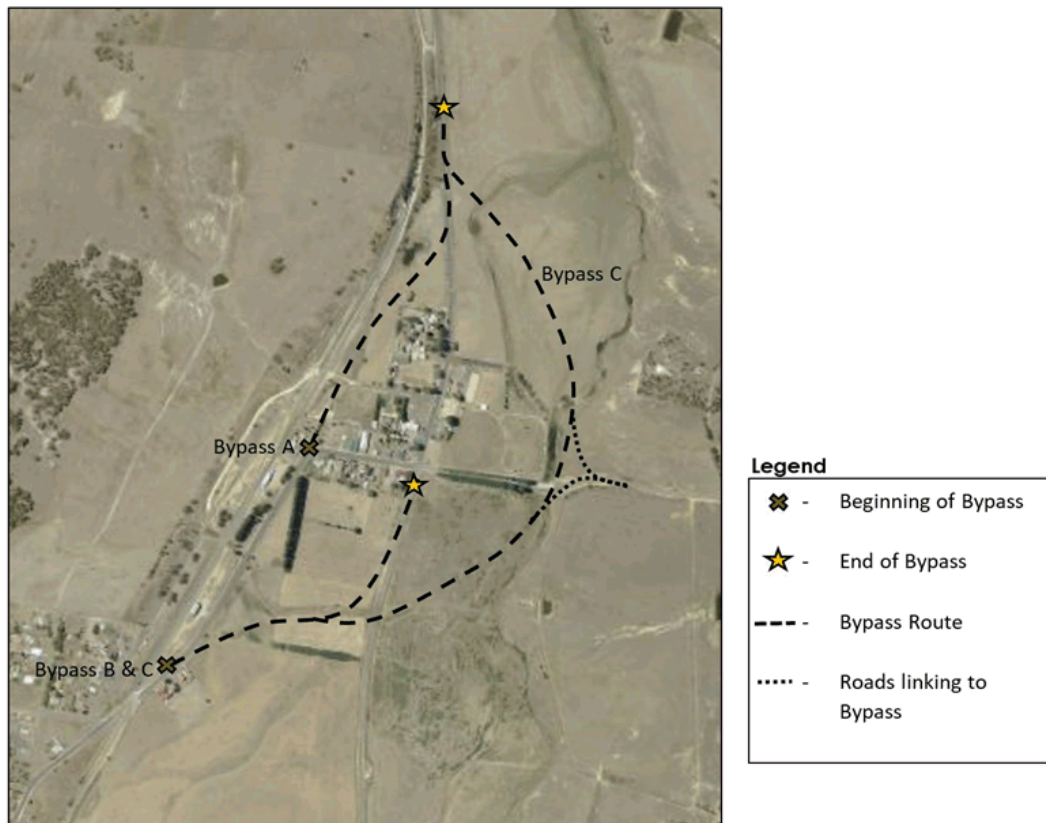 Bypass C
Bypass A
Bypass B & C
Legend
- Beginning of Bypass
- End of Bypass
- Bypass Route
- Roads linking to
Bypass